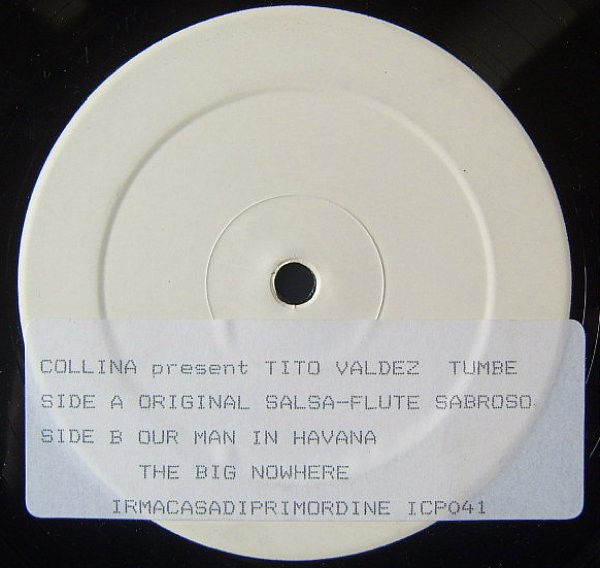 COLLINA present TITO VALDEZ TUMBE
SIDE A ORIGINAL SALSA-FLUTE SABROSO
SIDE B OUR MAN IN HAVANA
THE BIG NOWHERE
IRMACASADIPRIMORDINE ICP041